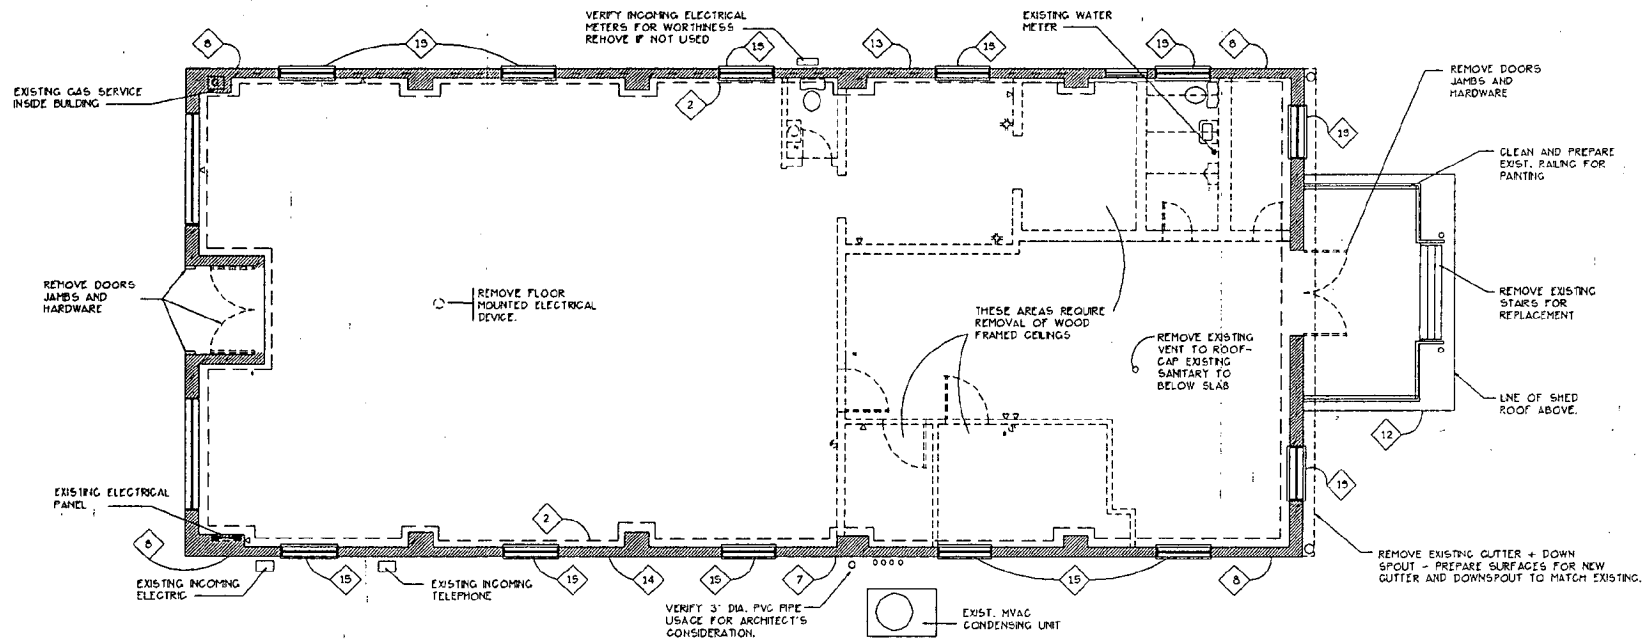 VERIFY INCOMING ELECTRICAL
METERS FOR WORTHINESS
REMOVE IF NOT USED
EXISTING WATER
METER
8
15
15
13
15
15
8
REMOVE DOORS
JAMBS AND
HARDWARE
EXISTING GAS SERVICE
INSIDE BUILDING
2
15
CLEAN AND PREPARE
EXIST. RAILING FOR
PAINTING
REMOVE DOORS
JAMBS AND
HARDWARE
REMOVE FLOOR
MOUNTED ELECTRICAL
DEVICE.
THESE AREAS REQUIRE
REMOVAL OF WOOD
FRAMED CEILINGS
REMOVE EXISTING
VENT TO ROOF-
CAP EXISTING
SANITARY TO
BELOW SLAB
REMOVE EXISTING
STAIRS FOR
REPLACEMENT
LINE OF SHED
ROOF ABOVE.
12
EXISTING ELECTRICAL
PANEL
2
15
8
EXISTING INCOMING
ELECTRIC
15
EXISTING INCOMING
TELEPHONE
15
14
15
7
15
8
VERIFY 3" DIA. PVC PIPE
USAGE FOR ARCHITECT'S
CONSIDERATION.
EXIST. HVAC
CONDENSING UNIT
REMOVE EXISTING GUTTER + DOWN
SPOUT - PREPARE SURFACES FOR NEW
GUTTER AND DOWNSPOUT TO MATCH EXISTING.